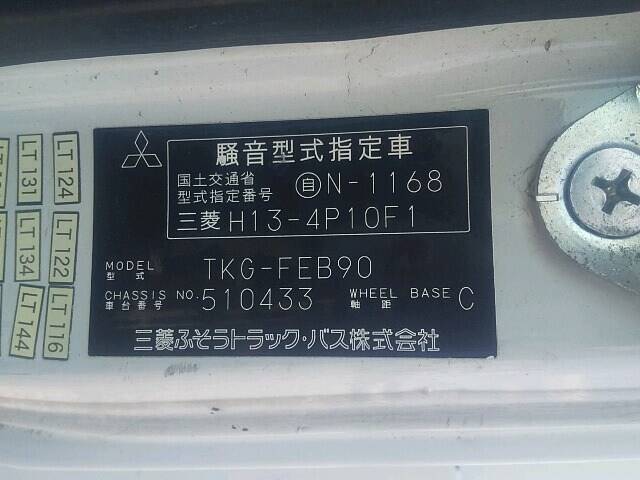 騒音型式指定車
国土交通省
型式指定番号 自N-1168
三菱 H13-4P10F1
MODEL
型式 TKG-FEB90
CHASSIS NO.
車台番号 510433 WHEEL BASE
軸距 C
三菱ふそうトラック・バス株式会社
LT 131
LT 124
LT 134
LT 122
LT 144
LT 116